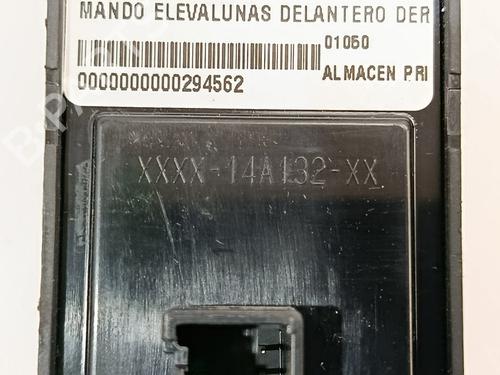 MANDO ELEVALUNAS DELANTERO DER
01050
0000000000294562
ALMACEN PRI
XXXX-14A132-XX